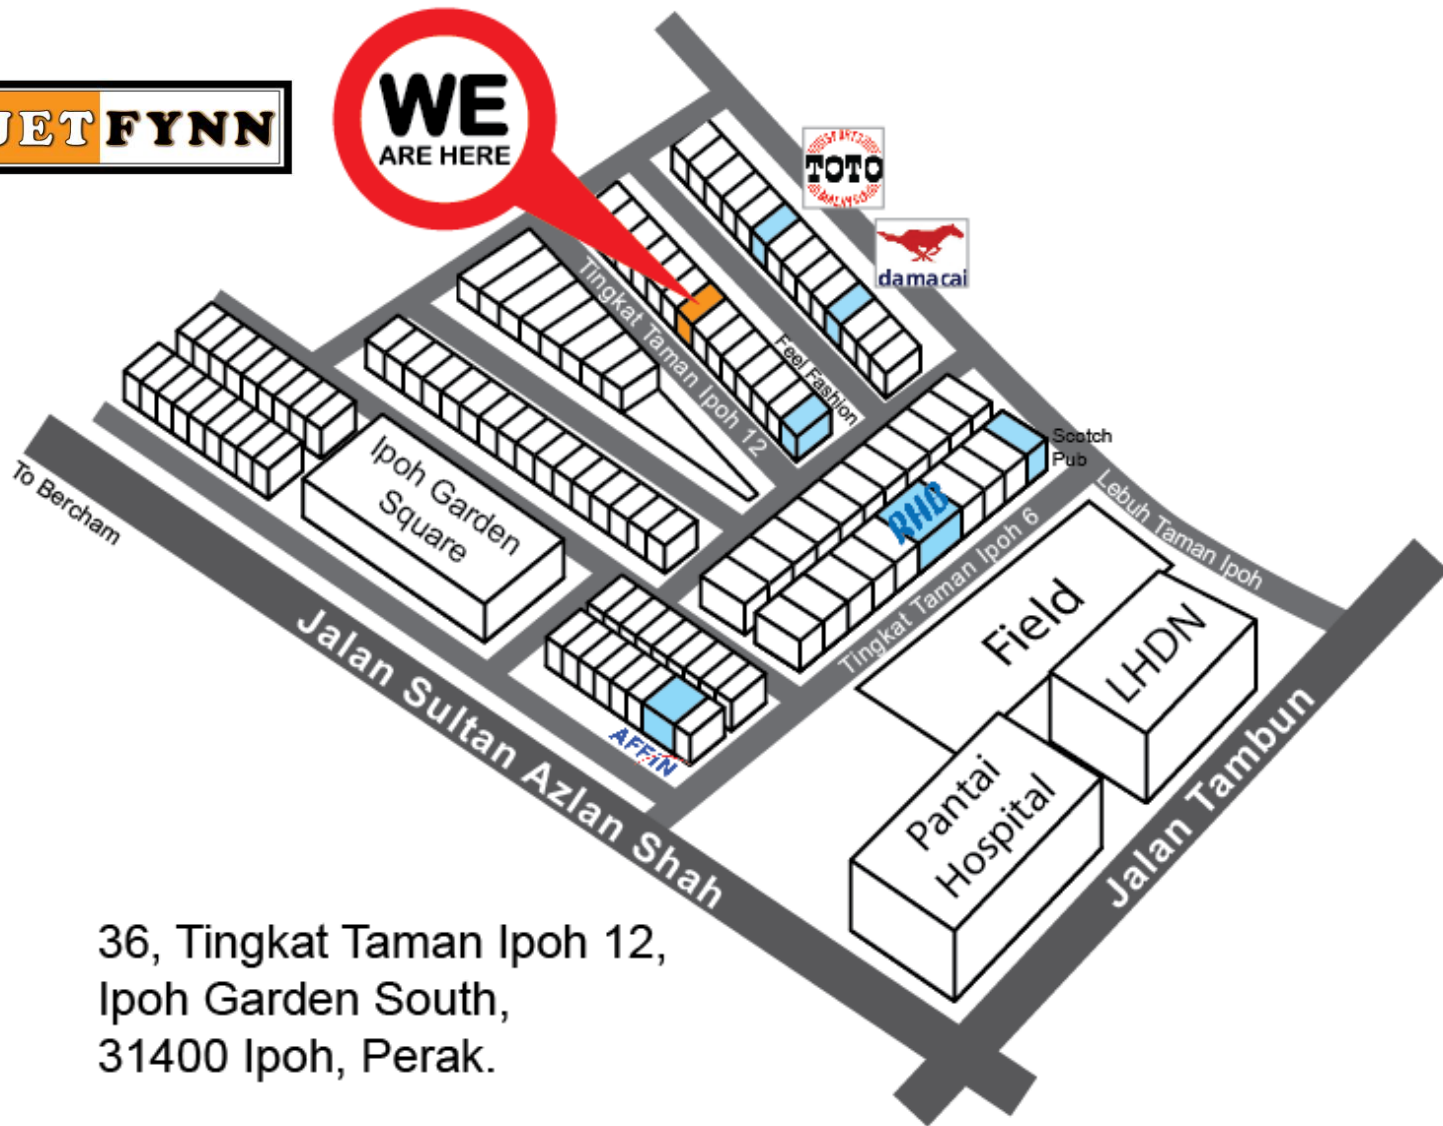 JETFYNN
WE
ARE HERE
SPORTS
TOTO
MALAYSIA
damacai
Tingkat Taman Ipoh 12
Feel Fashion
Scotch
Pub
Ipoh Garden
Square
RHB
Tingkat Taman Ipoh 6
Lebuh Taman Ipoh
To Bercham
Field
LHDN
AFFIN
Jalan Sultan Azlan Shah
Pantai
Hospital
Jalan Tambun
36, Tingkat Taman Ipoh 12,
Ipoh Garden South,
31400 Ipoh, Perak.